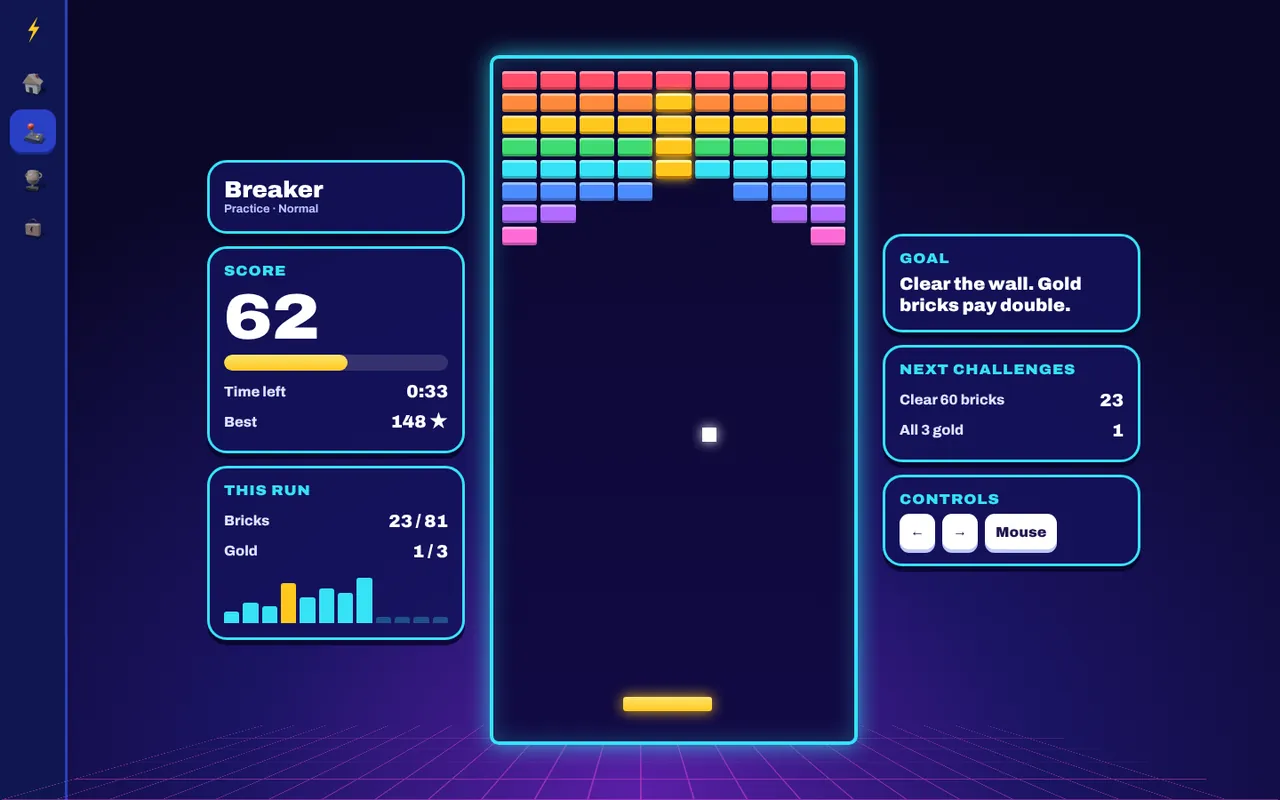 Breaker
Practice · Normal
SCORE
62
Time left 0:33
Best 148 ★
THIS RUN
Bricks 23 / 81
Gold 1 / 3
GOAL
Clear the wall. Gold
bricks pay double.
NEXT CHALLENGES
Clear 60 bricks 23
All 3 gold 1
CONTROLS
← → Mouse